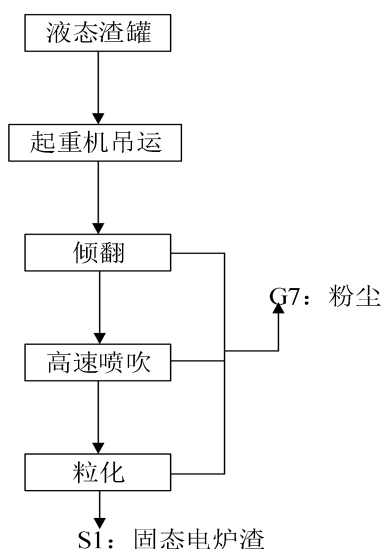 液态渣罐
起重机吊运
倾翻
G7：粉尘
高速喷吹
粒化
S1：固态电炉渣